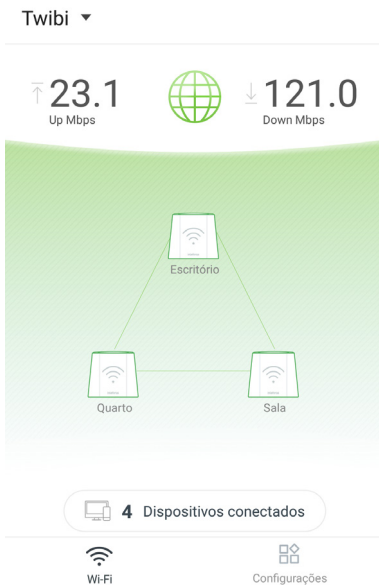 Twibi
23.1 121.0
Up Mbps Down Mbps
Escritório
Quarto Sala
4 Dispositivos conectados
Wi-Fi Configurações